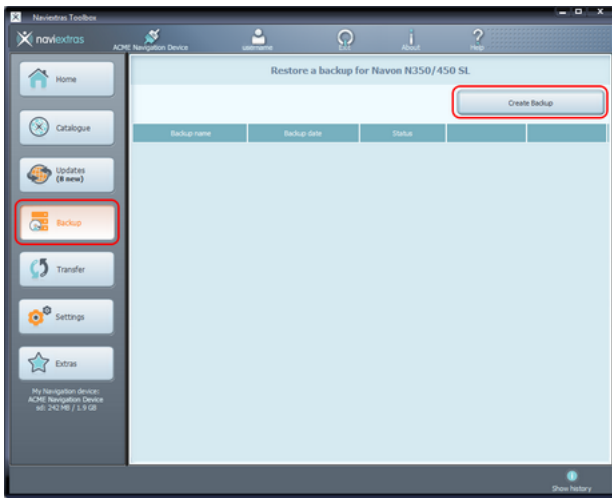 Naviextras Toolbox
naviextras
ACME Navigation Device
username
Exit
About
Help
Home
Restore a backup for Navon N350/450 SL
Create Backup
Catalogue
Backup name Backup date Status
Updates
(8 new)
Backup
Transfer
Settings
Extras
My Navigation device:
ACME Navigation Device
sd: 242 MB / 1.9 GB
Show history